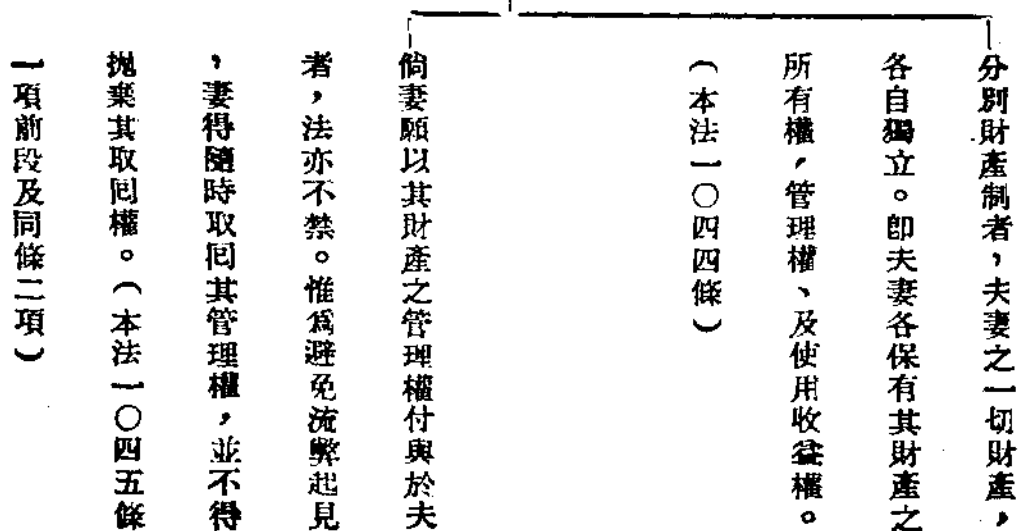 分別財產制者，夫妻之一切財產，
各自獨立。卽夫妻各保有其財產之
所有權，管理權、及使用收益權。
（本法一〇四四條）
倘妻願以其財產之管理權付與於夫
者，法亦不禁。惟爲避免流弊起見
，妻得隨時取囘其管理權，並不得
拋棄其取囘權。（本法一〇四五條
一項前段及同條二項）